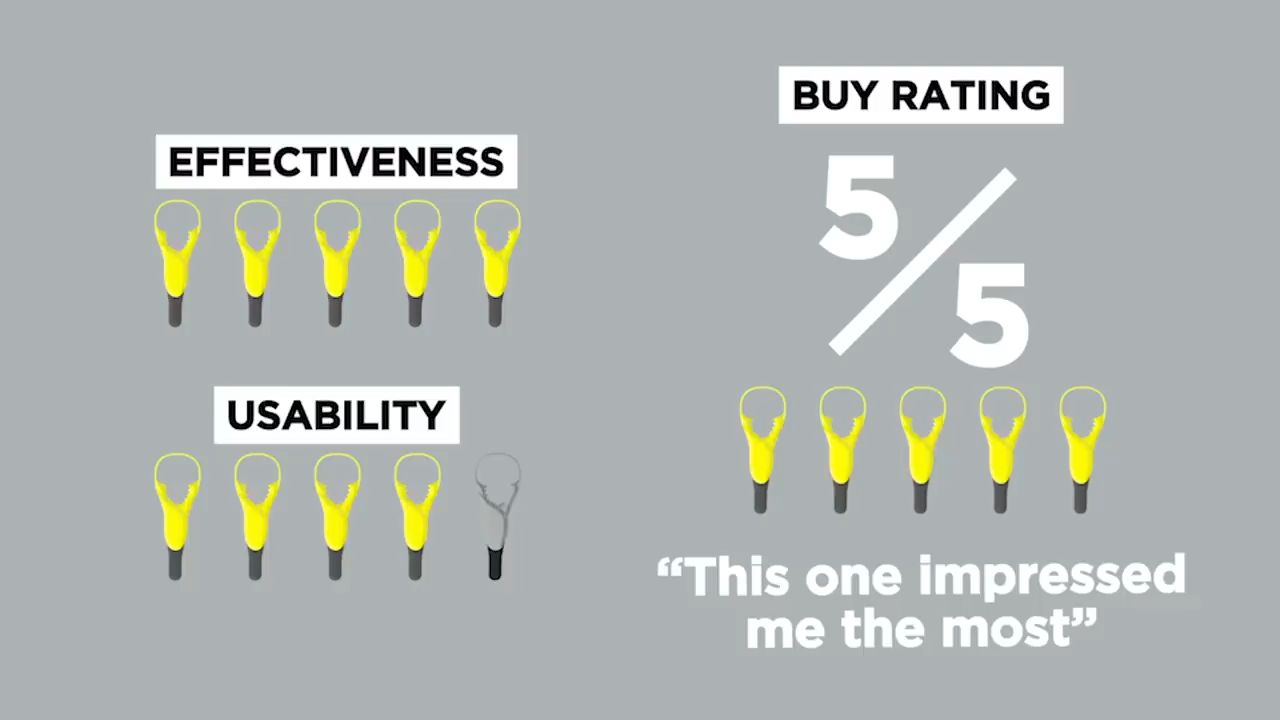 EFFECTIVENESS
USABILITY
BUY RATING
5/5
“This one impressed
me the most”